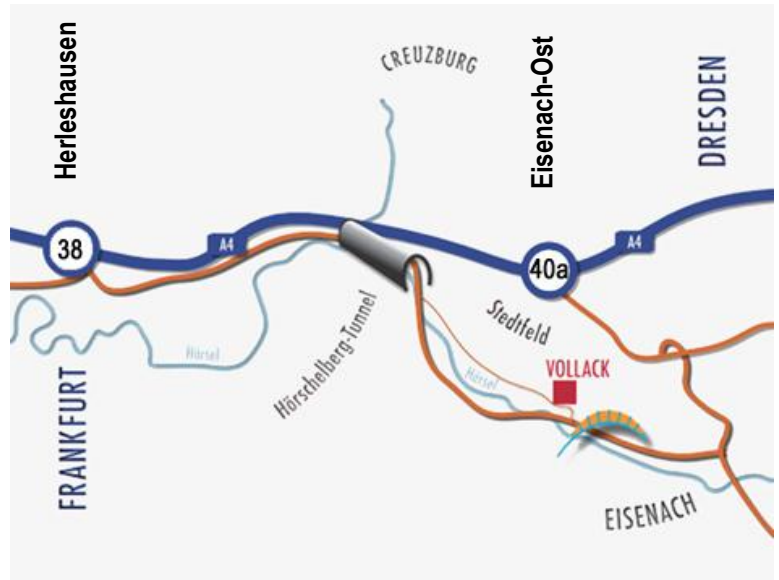 CREUZBURG
Herleshausen
Eisenach-Ost
DRESDEN
38
A4
A4
40a
Hörschelberg-Tunnel
Stedtfeld
Hörsel
Hörsel
VOLLACK
FRANKFURT
EISENACH